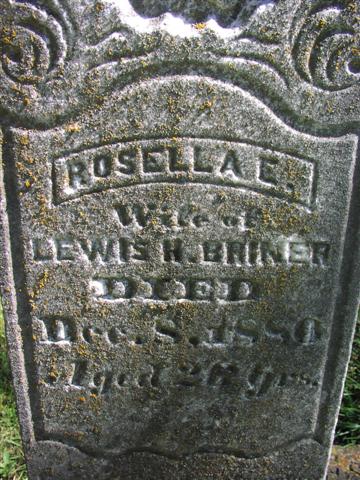 ROSELLA E.
Wife of
LEWIS H. BRINER
DIED
Dec. 8, 1880
Aged 26 Yrs.